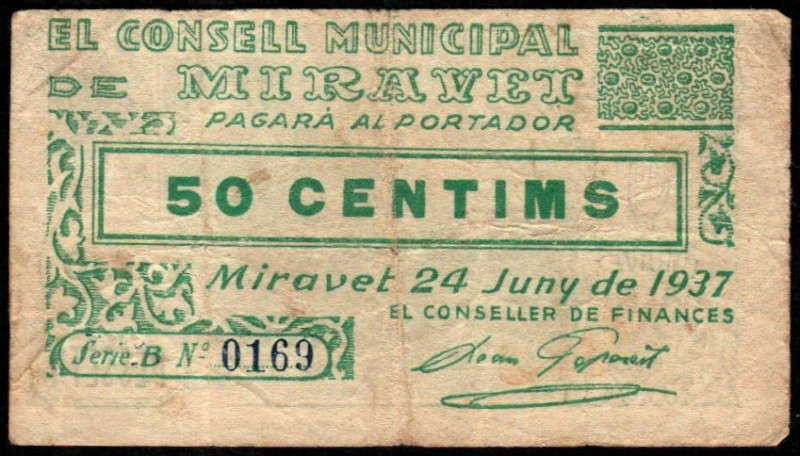 EL CONSELL MUNICIPAL
DE MIRAVET
PAGARÀ AL PORTADOR
50 CENTIMS
Miravet 24 Juny de 1937
EL CONSELLER DE FINANCES
Serie B Nº 0169
Joan